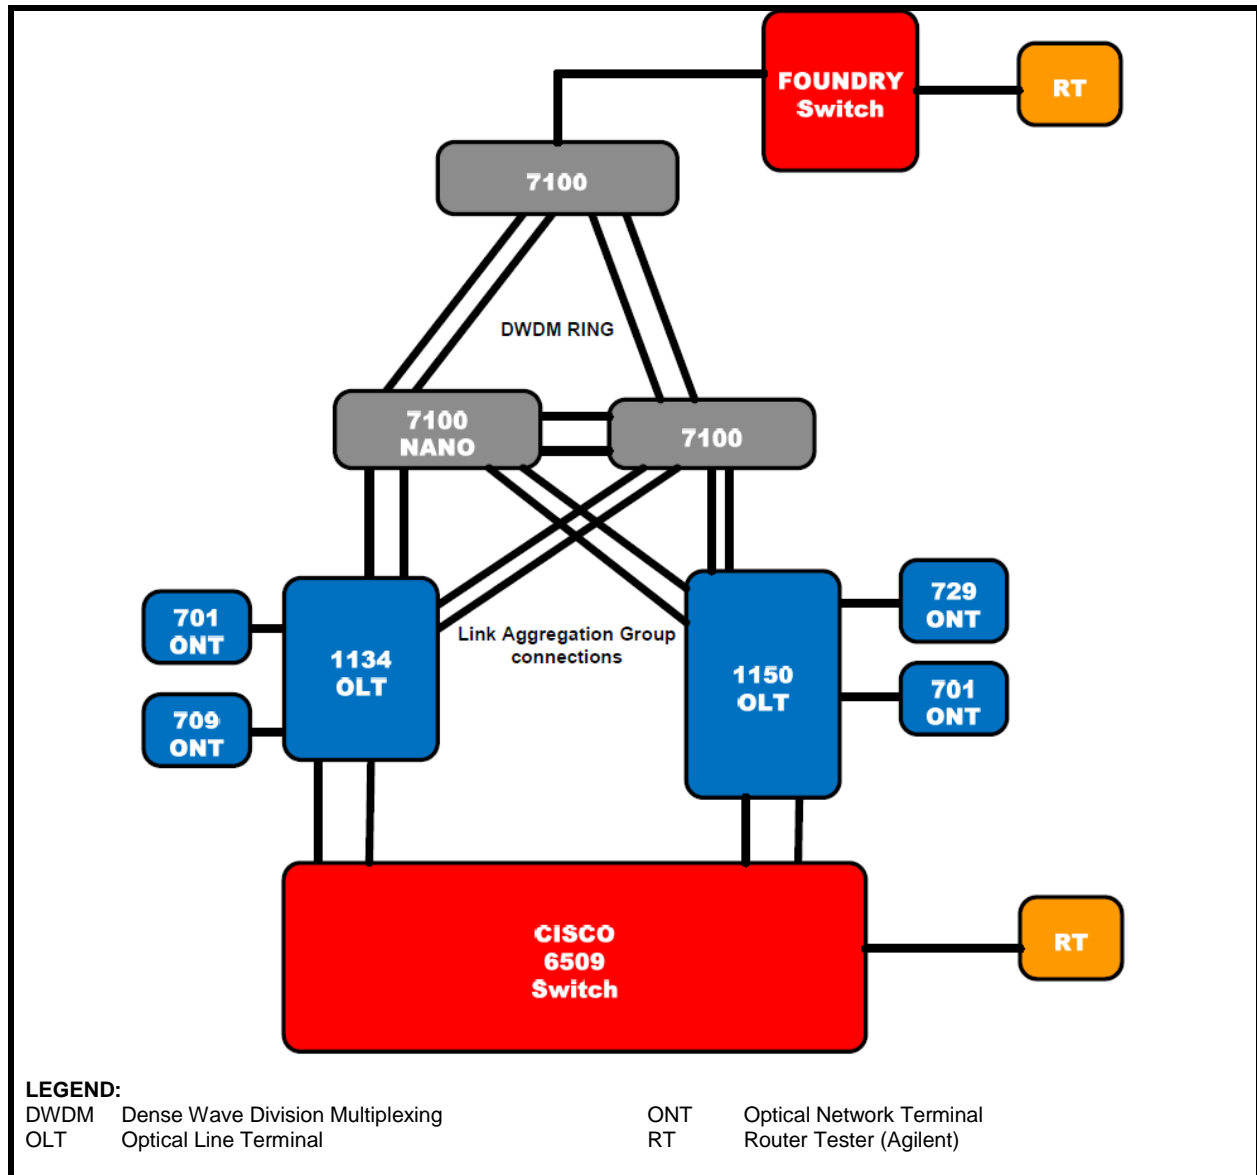 FOUNDRY
Switch
RT
7100
DWDM RING
7100
NANO
7100
701
ONT
709
ONT
1134
OLT
Link Aggregation Group
connections
1150
OLT
729
ONT
701
ONT
CISCO
6509
Switch
RT
LEGEND:
DWDM Dense Wave Division Multiplexing
OLT Optical Line Terminal
ONT Optical Network Terminal
RT Router Tester (Agilent)